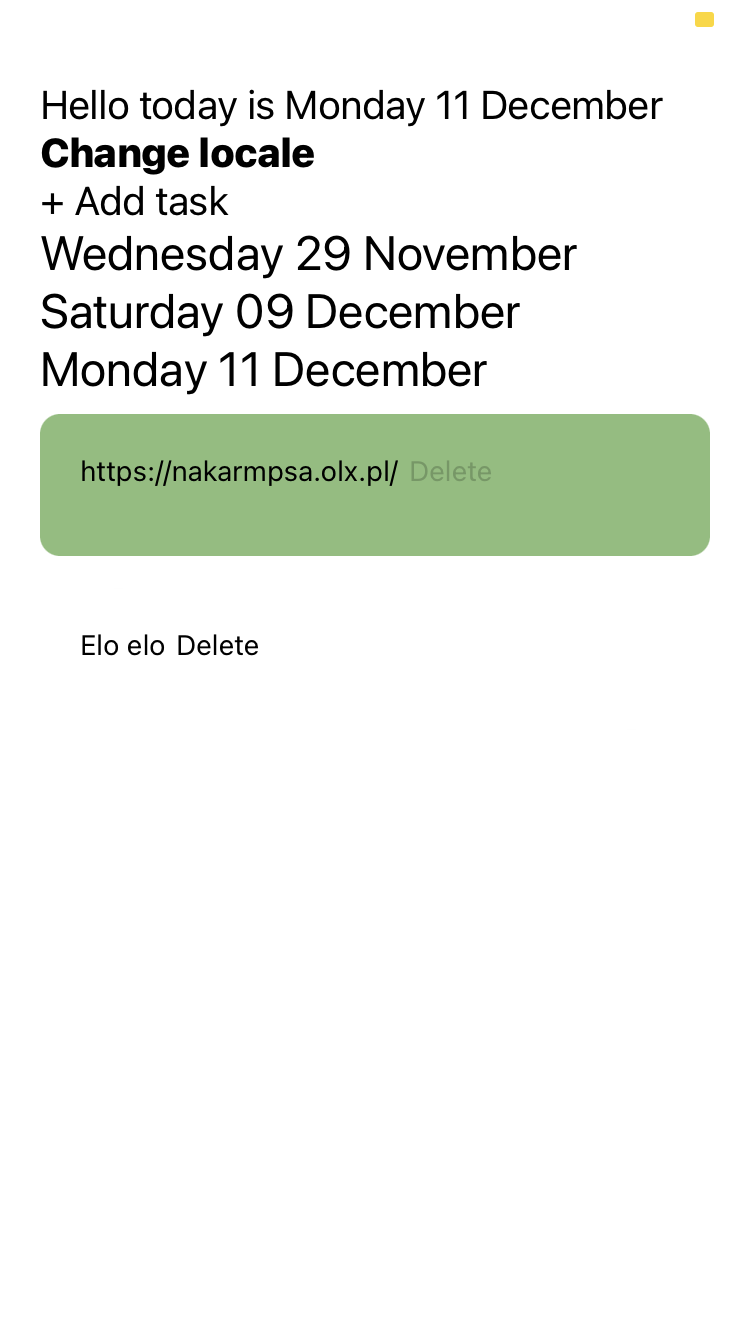 Hello today is Monday 11 December
Change locale
+ Add task
Wednesday 29 November
Saturday 09 December
Monday 11 December
https://nakarmpsa.olx.pl/ Delete
Elo elo Delete